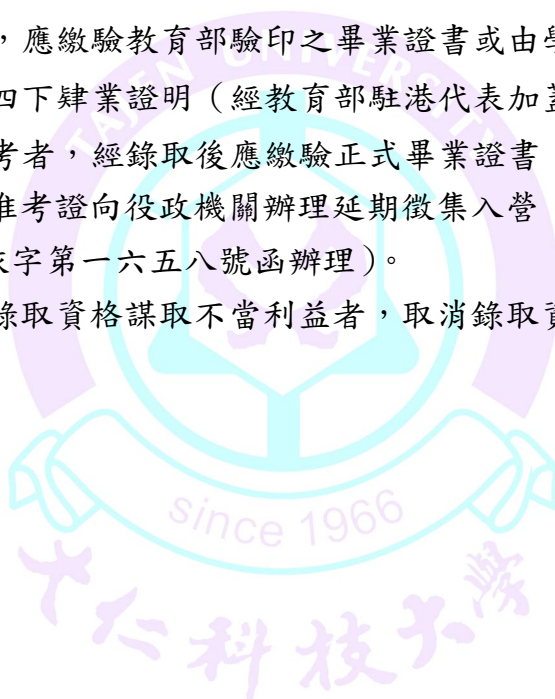 ，應繳驗教育部驗印之畢業證書或由學
四下肄業證明（經教育部駐港代表加蓋
考者，經錄取後應繳驗正式畢業證書
准考證向役政機關辦理延期徵集入營
字第一六五八號函辦理）。
錄取資格謀取不當利益者，取消錄取資
TAJEN UNIVERSITY
since 1966
大仁科技大學